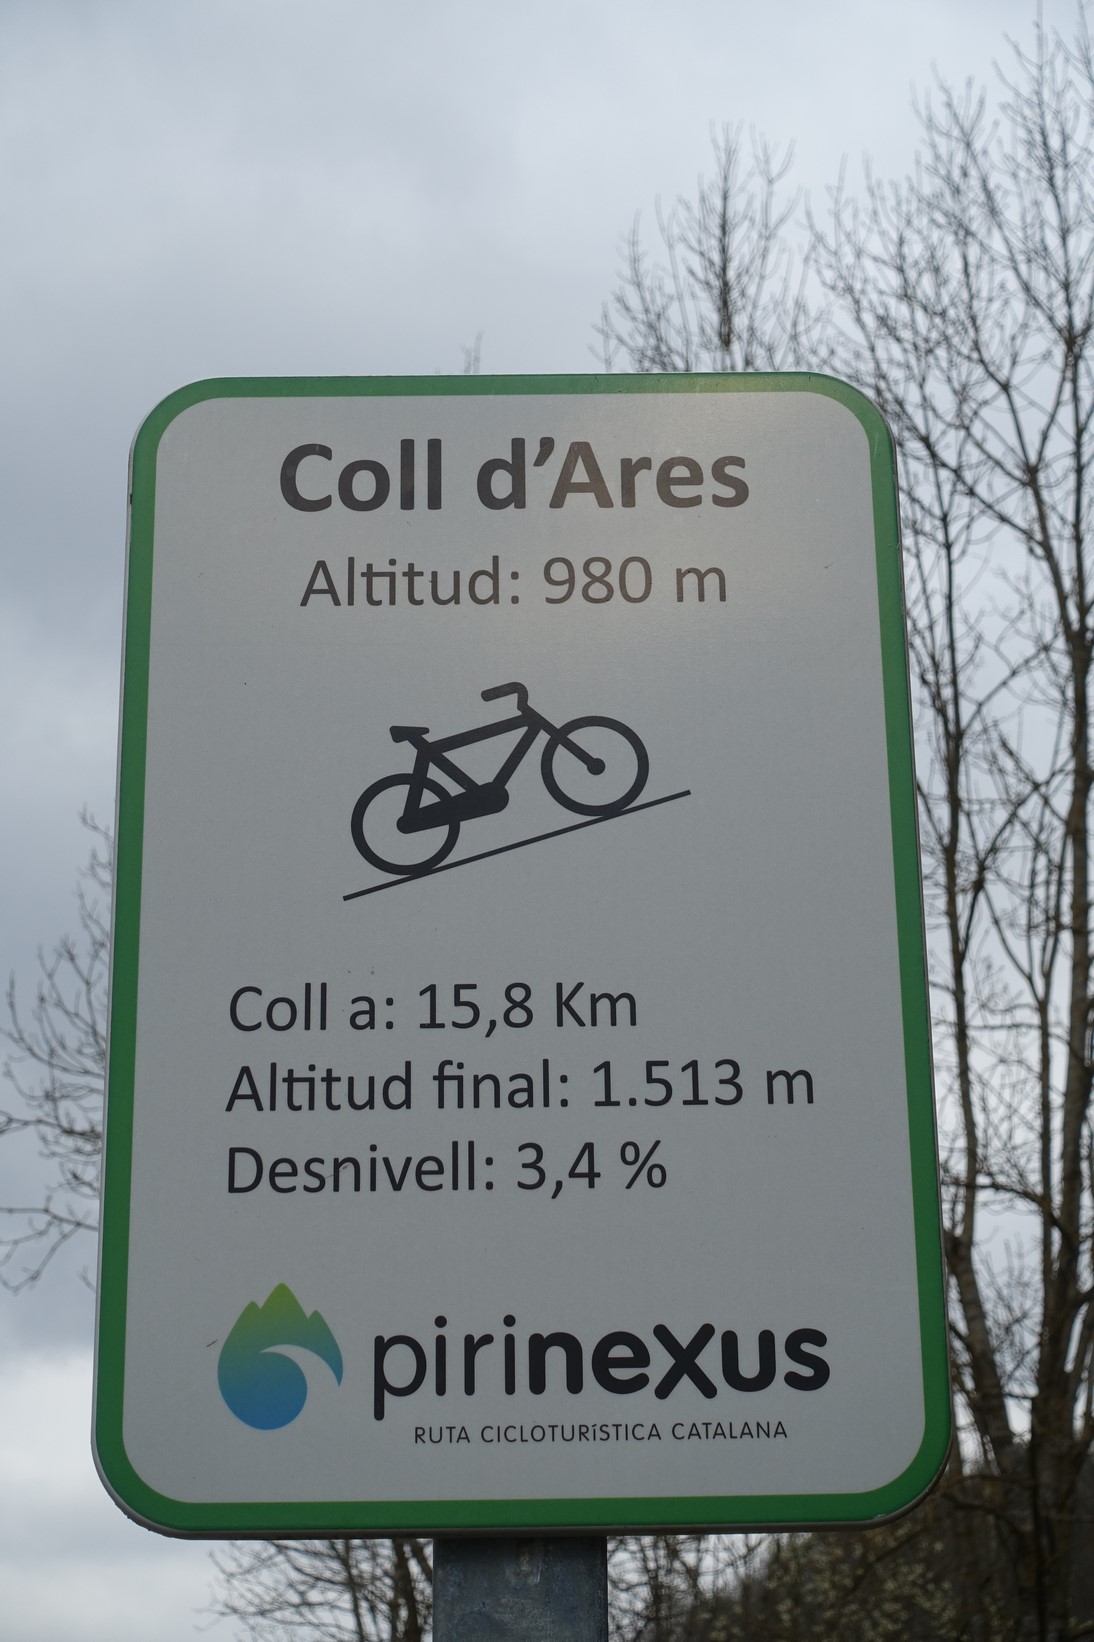 Coll d'Ares
Altitud: 980 m
Coll a: 15,8 Km
Altitud final: 1.513 m
Desnivell: 3,4 %
pirinexus
RUTA CICLOTURíSTICA CATALANA